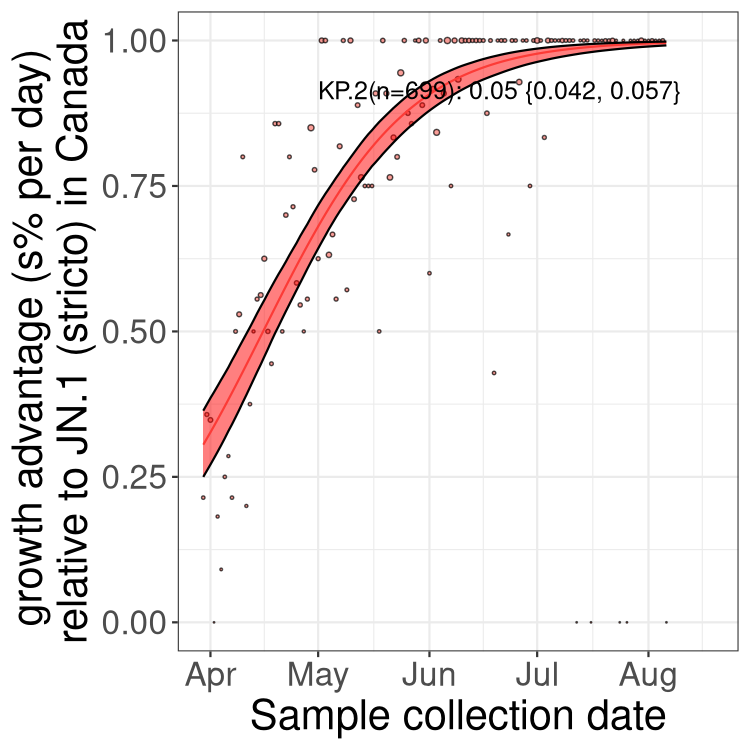 growth advantage (s% per day)
relative to JN.1 (stricto) in Canada
1.00
0.75
0.50
0.25
0.00
KP.2(n=699): 0.05 {0.042, 0.057}
Apr May Jun Jul Aug
Sample collection date